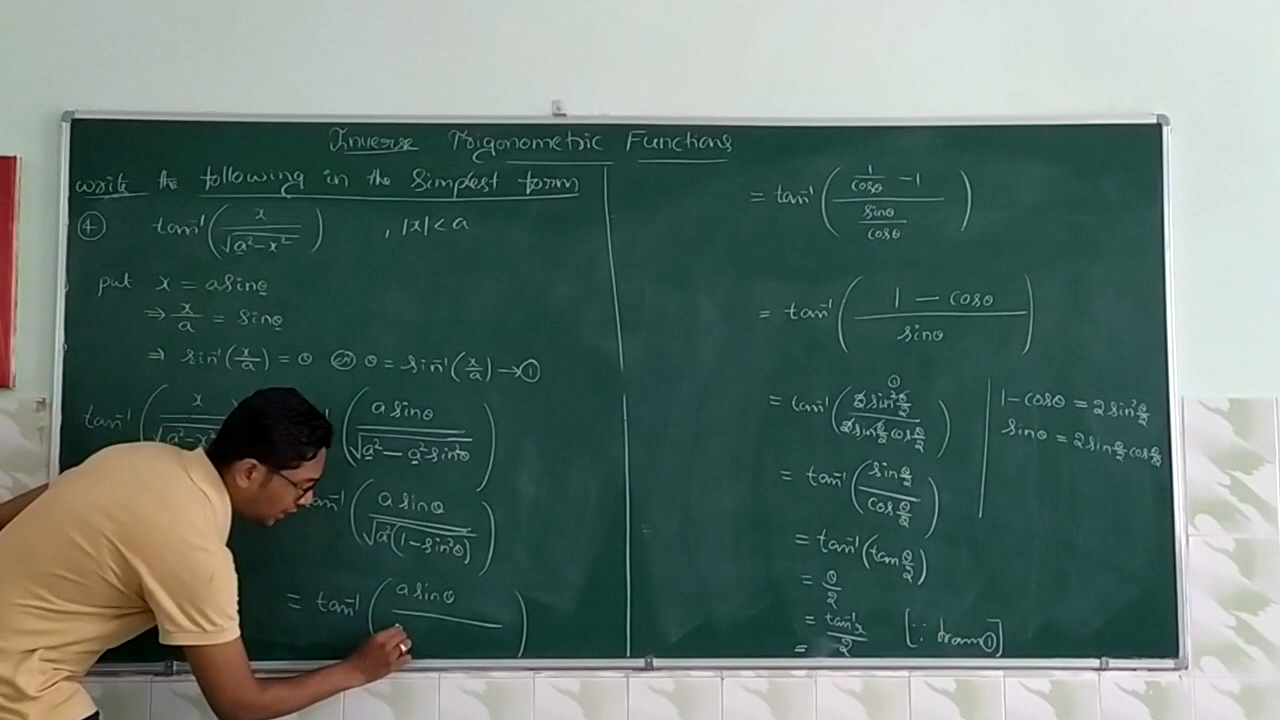 Inverse Trigonometric Functions
Write the following in the Simplest form
④ tan⁻¹(x/√(a²-x²)) , |x| < a
put x = a sinθ
⇒ x/a = sinθ
⇒ sin⁻¹(x/a) = θ or θ = sin⁻¹(x/a) → ①
tan⁻¹(x/√(a²-x² (a sinθ/√(a²-a²sin²θ))
tan⁻¹(a sinθ/√(a²(1-sin²θ)))
= tan⁻¹(a sinθ/ )
= tan⁻¹((1/cosθ - 1)/(sinθ/cosθ))
= tan⁻¹((1 - cosθ)/sinθ)
= tan⁻¹(2sin²θ/2 / 2sinθ/2 cosθ/2)
1-cosθ = 2sin²θ/2
sinθ = 2sinθ/2 cosθ/2
= tan⁻¹(sinθ/2 / cosθ/2)
= tan⁻¹(tanθ/2)
= θ/2
= tan⁻¹x/2 [∵ from ①]
=